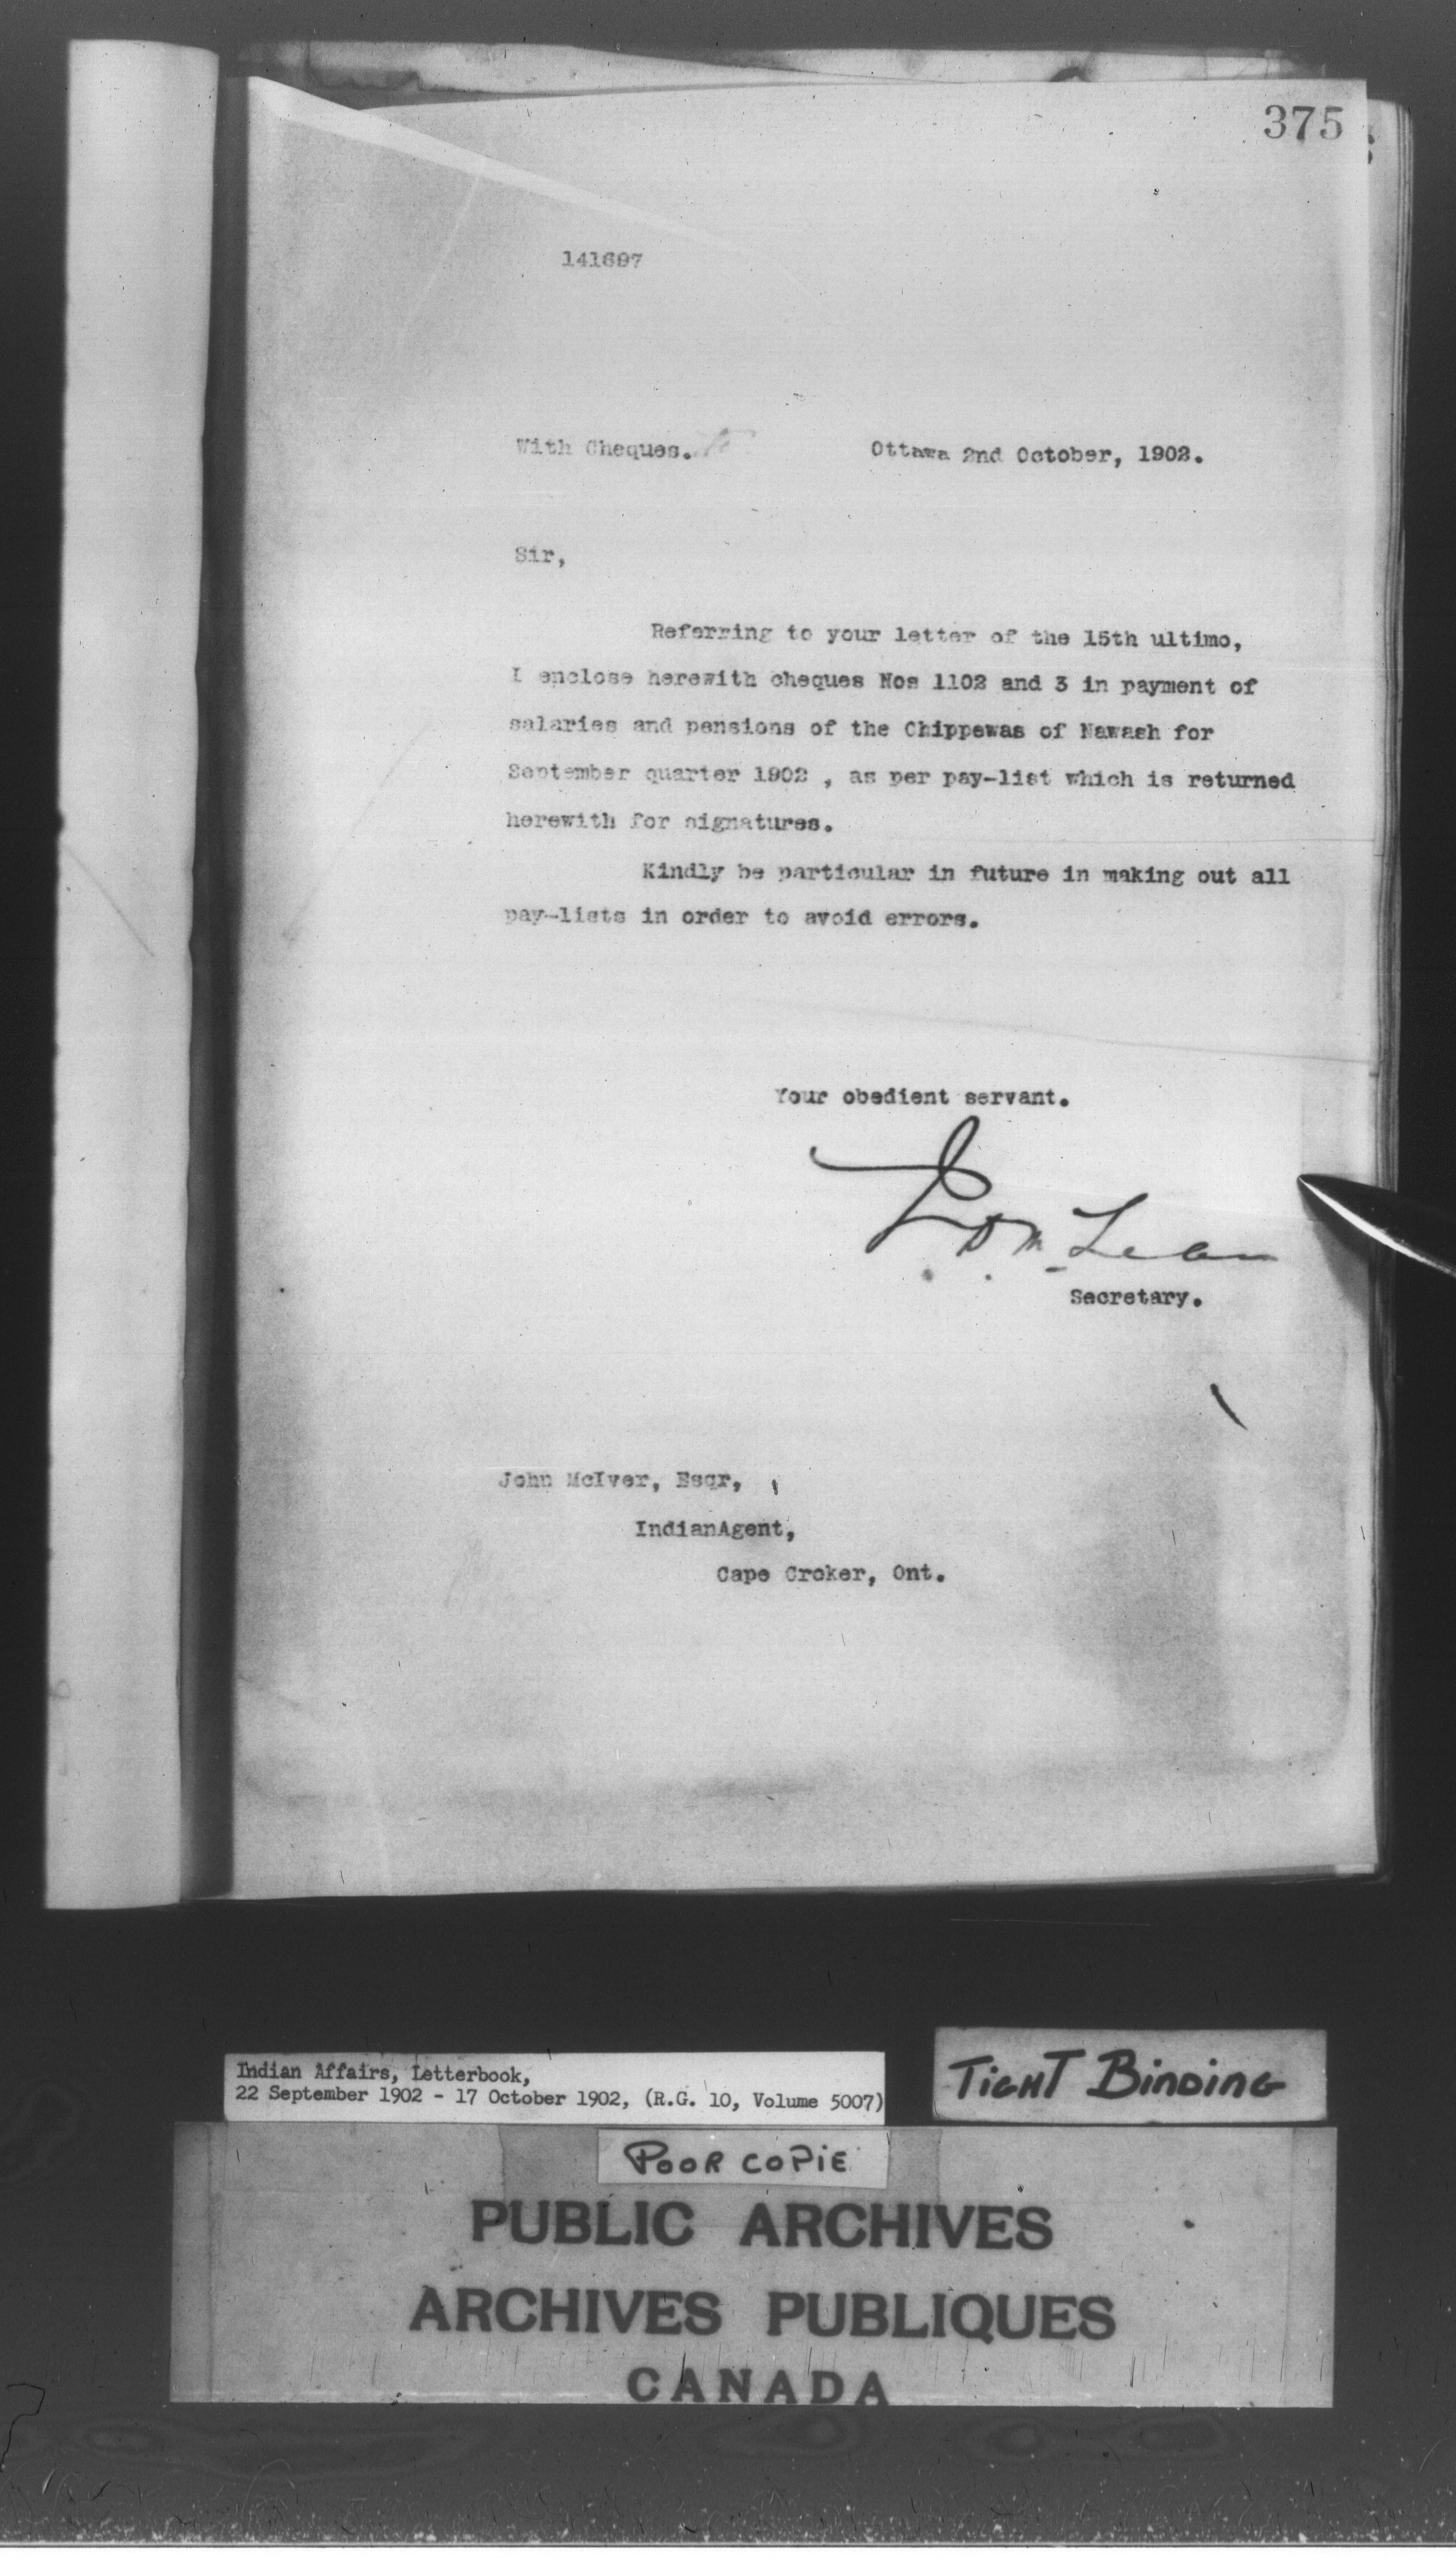 375
141697
With Cheques.
Ottawa 2nd October, 1902.
Sir,
Referring to your letter of the 15th ultimo,
I enclose herewith cheques Nos 1102 and 3 in payment of
salaries and pensions of the Chippewas of Nawash for
September quarter 1902 , as per pay-list which is returned
herewith for signatures.
Kindly be particular in future in making out all
pay-lists in order to avoid errors.
Your obedient servant.
J.D. McLean
Secretary.
John McIver, Esqr,
IndianAgent,
Cape Croker, Ont.
Indian Affairs, Letterbook,
22 September 1902 - 17 October 1902, (R.G. 10, Volume 5007)
TIGHT BINDING
POOR COPIE
PUBLIC ARCHIVES
ARCHIVES PUBLIQUES
CANADA